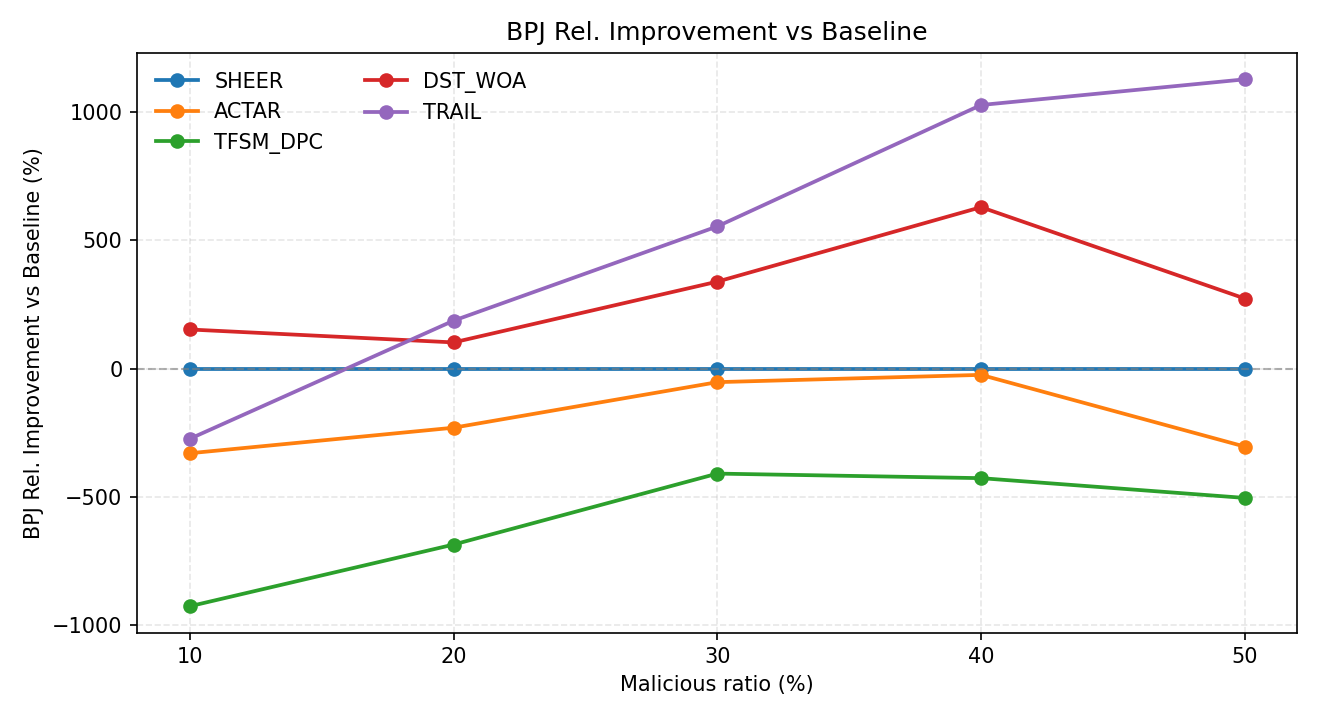 BPJ Rel. Improvement vs Baseline
SHEER
ACTAR
TFSM_DPC
DST_WOA
TRAIL
BPJ Rel. Improvement vs Baseline (%)
1000
500
0
−500
−1000
10 20 30 40 50
Malicious ratio (%)